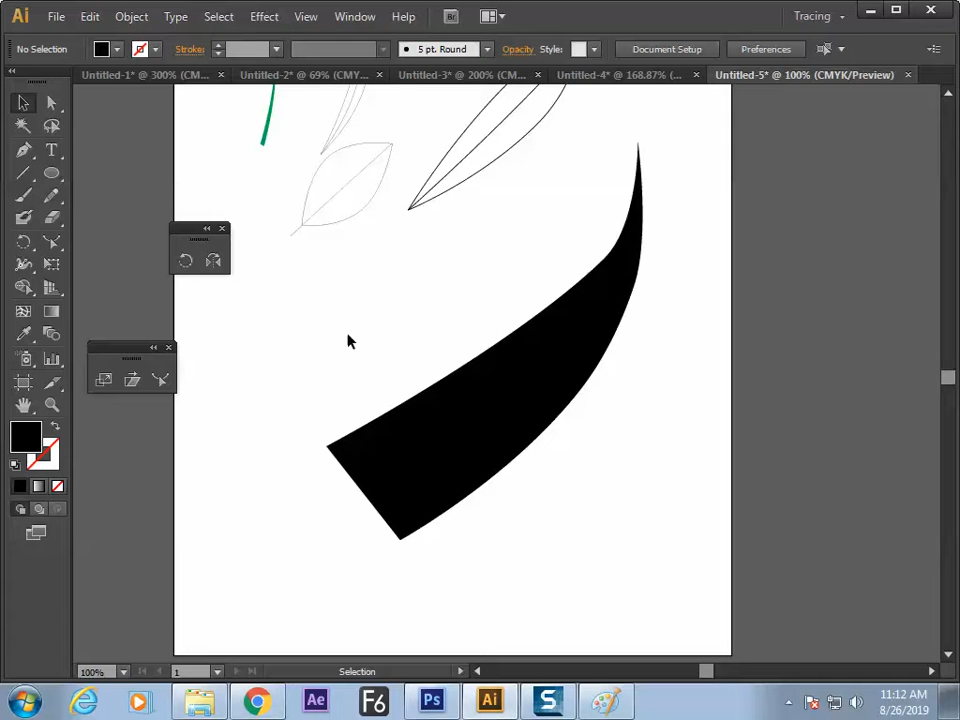 Ai File Edit Object Type Select Effect View Window Help Br Tracing
No Selection Stroke: 5 pt. Round Opacity Style: Document Setup Preferences
Untitled-1* @ 300% (CM... × Untitled-2* @ 69% (CMY... × Untitled-3* @ 200% (CM... × Untitled-4* @ 168.87% (... × Untitled-5* @ 100% (CMYK/Preview) ×
T
100% 1 Selection
Ae F6 Ps Ai S 11:12 AM
8/26/2019